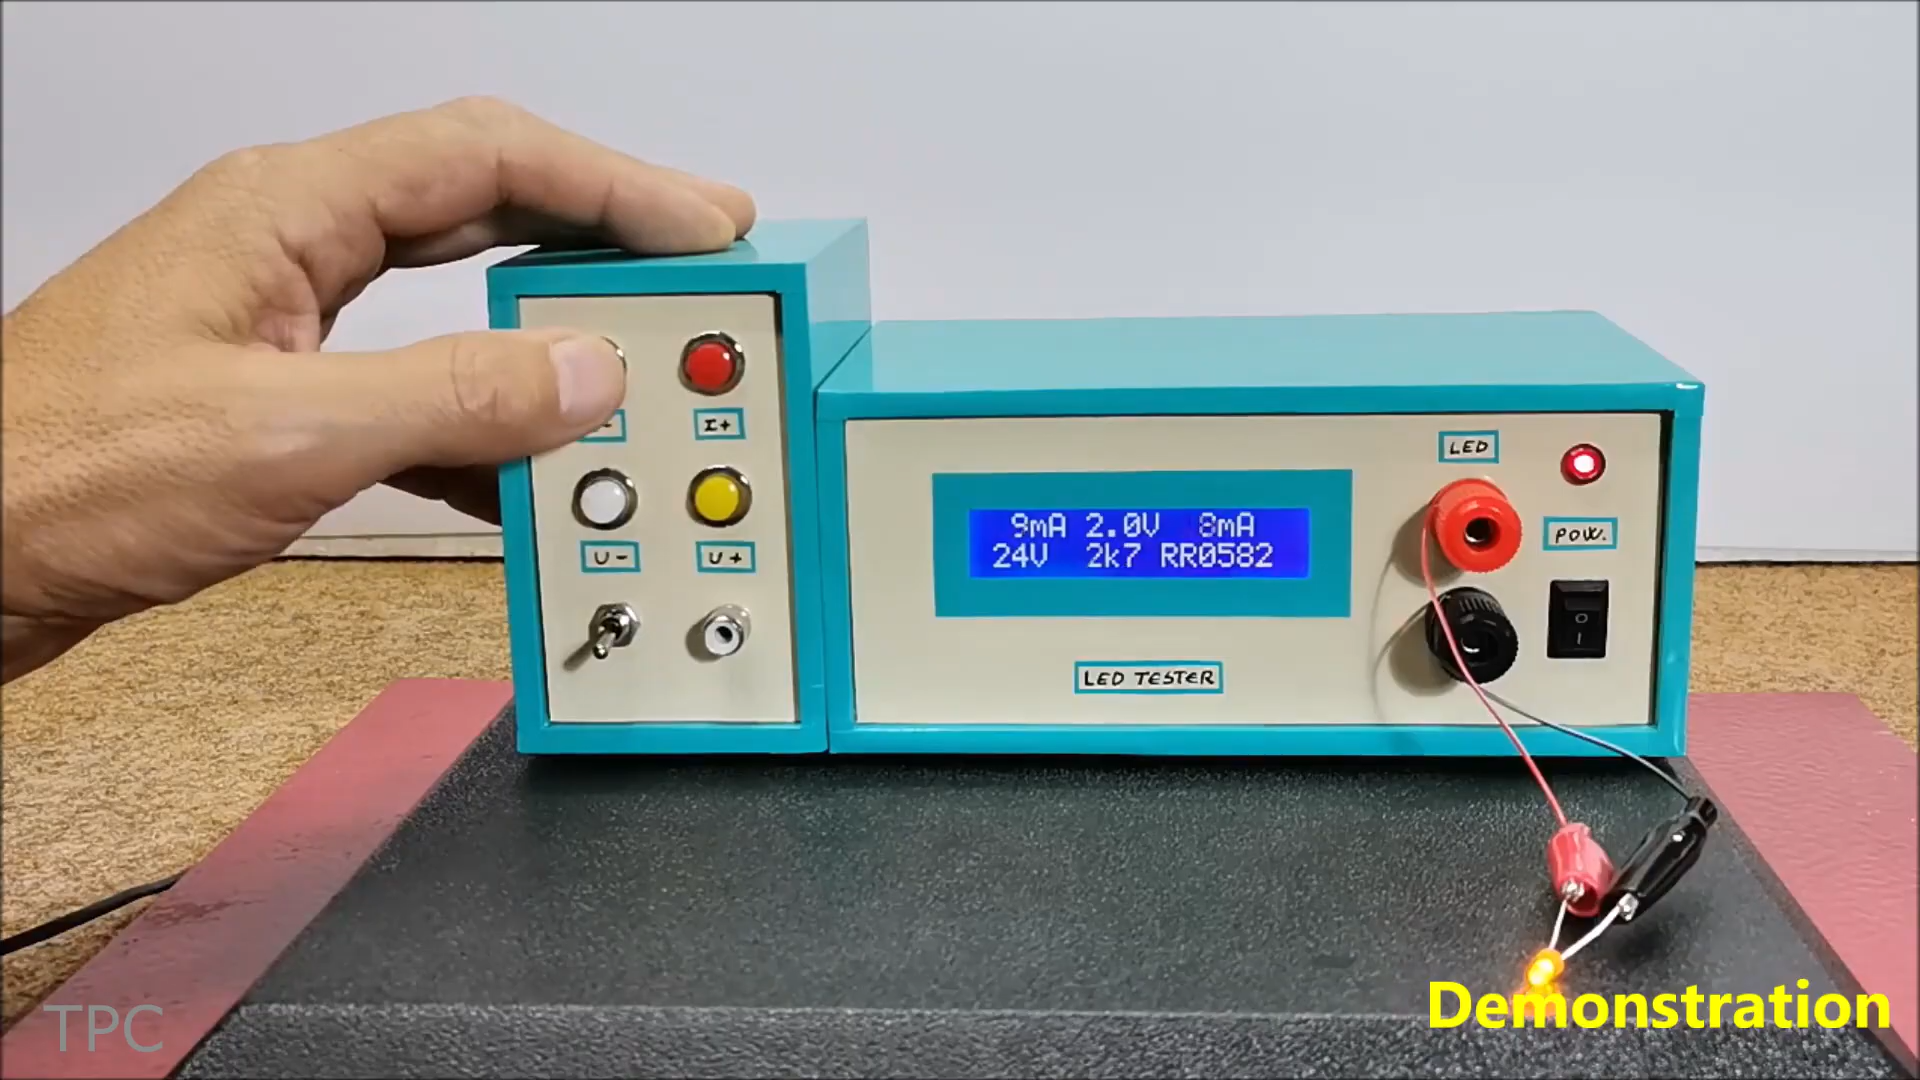 I+
U-
U+
9mA 2.0V 8mA
24V 2k7 RR0582
LED TESTER
LED
POW.
TPC
Demonstration